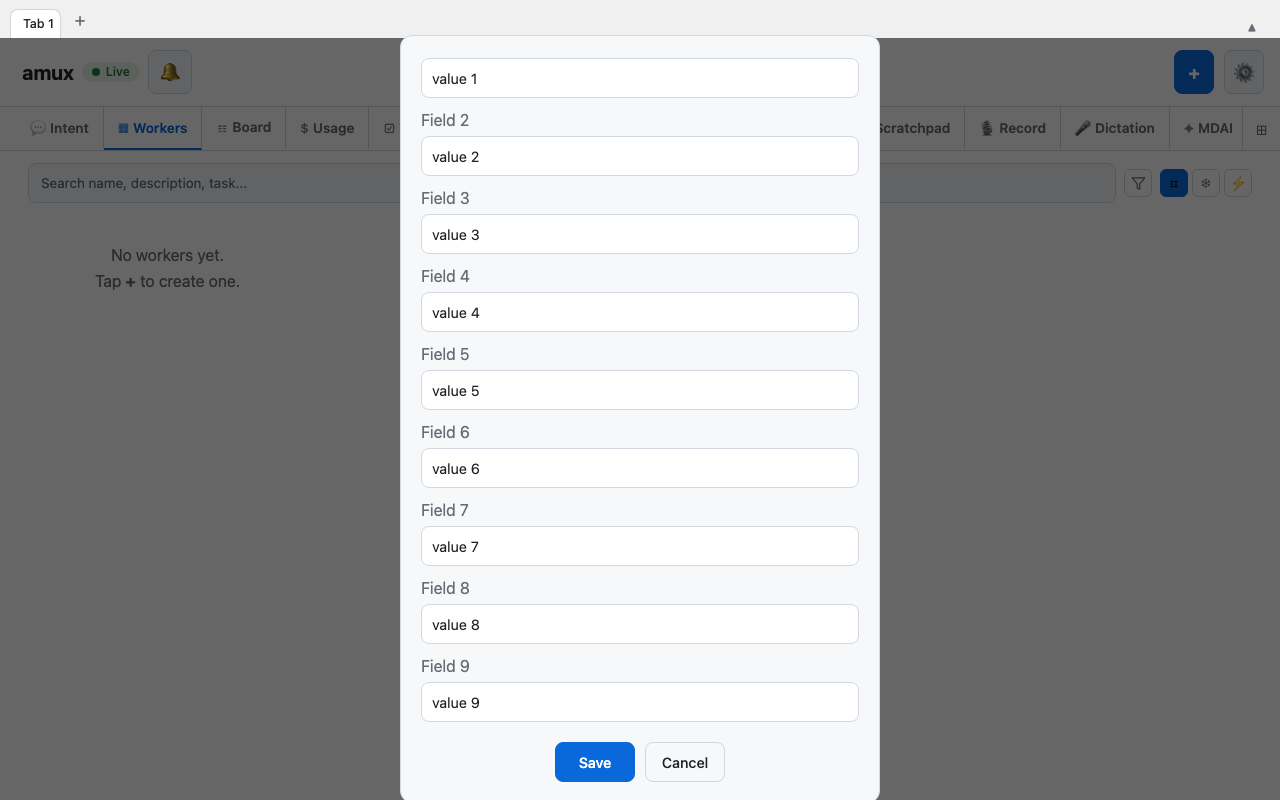 Tab 1 +
▲
amux Live
+
Intent
Workers
Board
$ Usage
Scratchpad
Record
Dictation
MDAI
Search name, description, task...
No workers yet.
Tap + to create one.
value 1
Field 2
value 2
Field 3
value 3
Field 4
value 4
Field 5
value 5
Field 6
value 6
Field 7
value 7
Field 8
value 8
Field 9
value 9
Save
Cancel